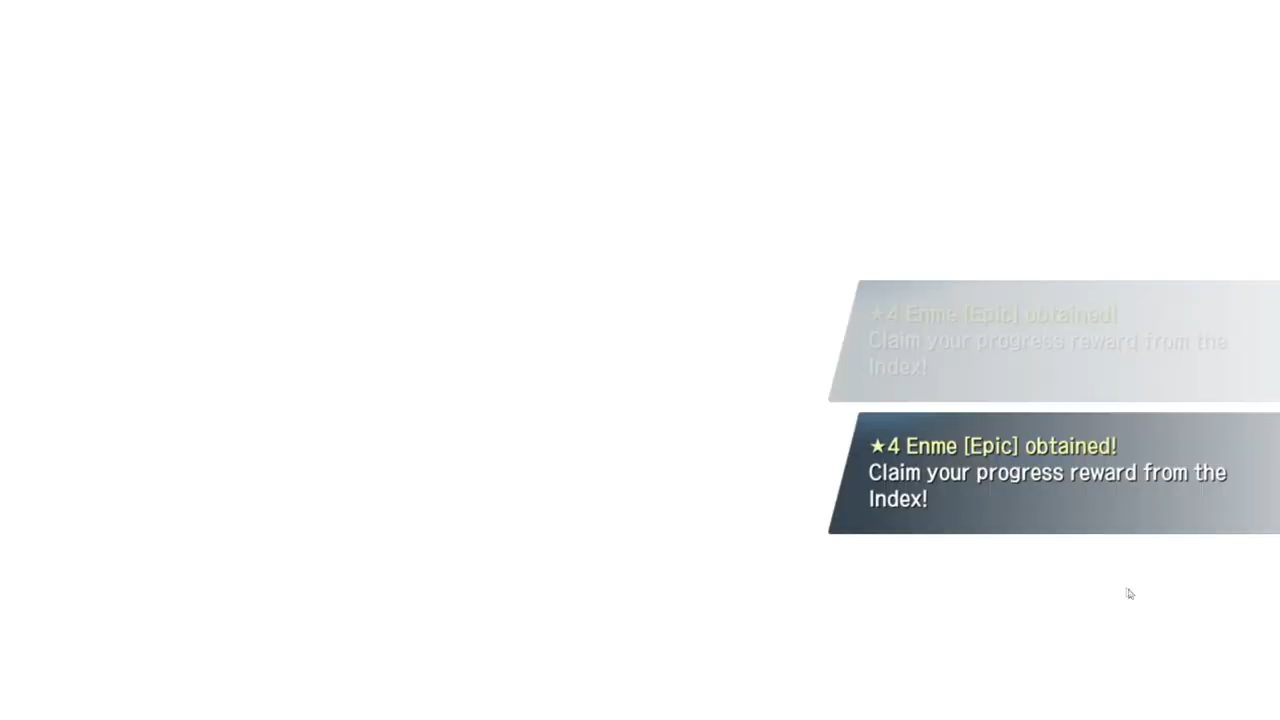 ★4 Enme [Epic] obtained!
Claim your progress reward from the
Index!
★4 Enme [Epic] obtained!
Claim your progress reward from the
Index!